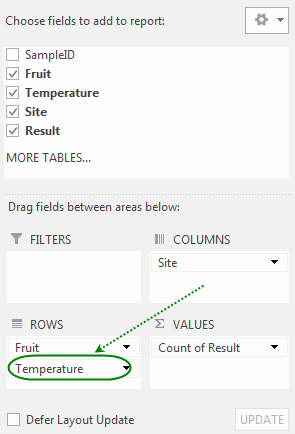 Choose fields to add to report:
SampleID
Fruit
Temperature
Site
Result
MORE TABLES...
Drag fields between areas below:
FILTERS
COLUMNS
Site
ROWS
VALUES
Fruit
Count of Result
Temperature
Defer Layout Update
UPDATE